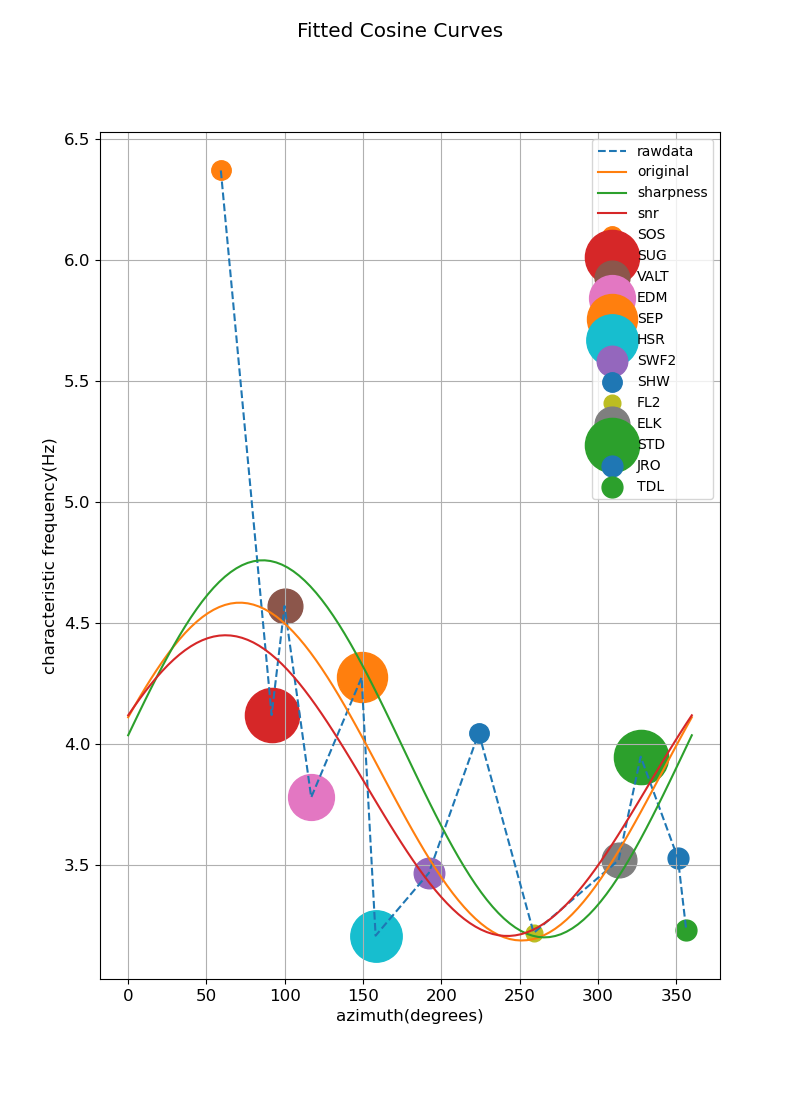 Fitted Cosine Curves
6.5
6.0
5.5
5.0
4.5
4.0
3.5
characteristic frequency(Hz)
rawdata
original
sharpness
snr
SOS
SUG
VALT
EDM
SEP
HSR
SWF2
SHW
FL2
ELK
STD
JRO
TDL
0 50 100 150 200 250 300 350
azimuth(degrees)